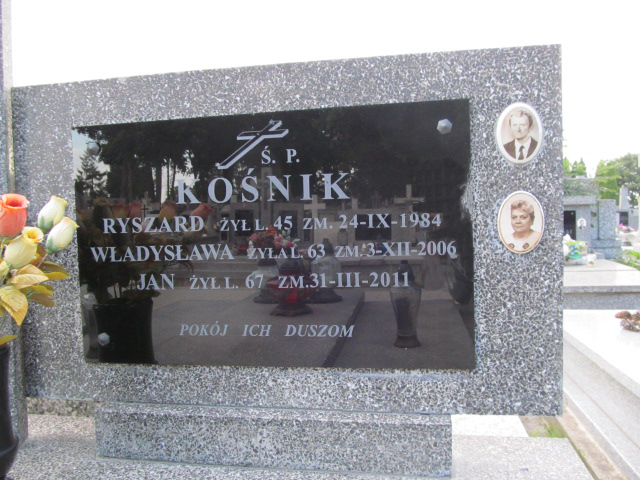 Ś. P.
KOŚNIK
RYSZARD ŻYŁ L. 45 ZM. 24-IX-1984
WŁADYSŁAWA ŻYŁA L. 63 ZM. 3-XII-2006
JAN ŻYŁ L. 67 ZM. 31-III-2011
POKÓJ ICH DUSZOM